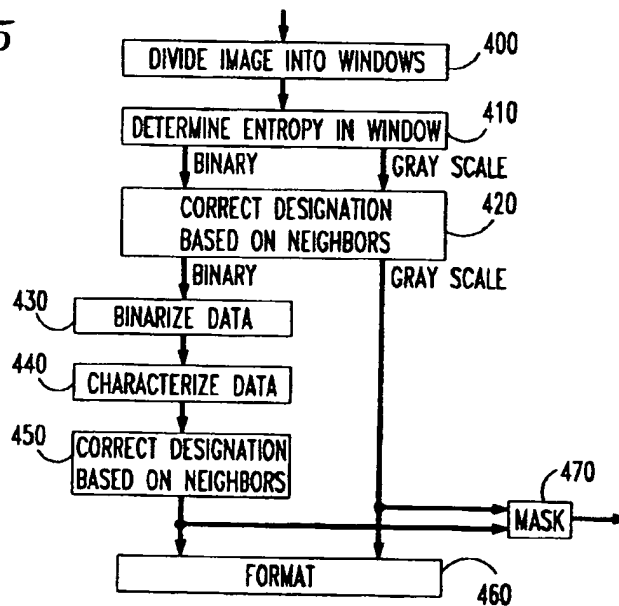 400
DIVIDE IMAGE INTO WINDOWS
410
DETERMINE ENTROPY IN WINDOW
BINARY GRAY SCALE
420
CORRECT DESIGNATION
BASED ON NEIGHBORS
BINARY GRAY SCALE
430
BINARIZE DATA
440
CHARACTERIZE DATA
450
CORRECT DESIGNATION
BASED ON NEIGHBORS
470
MASK
FORMAT
460